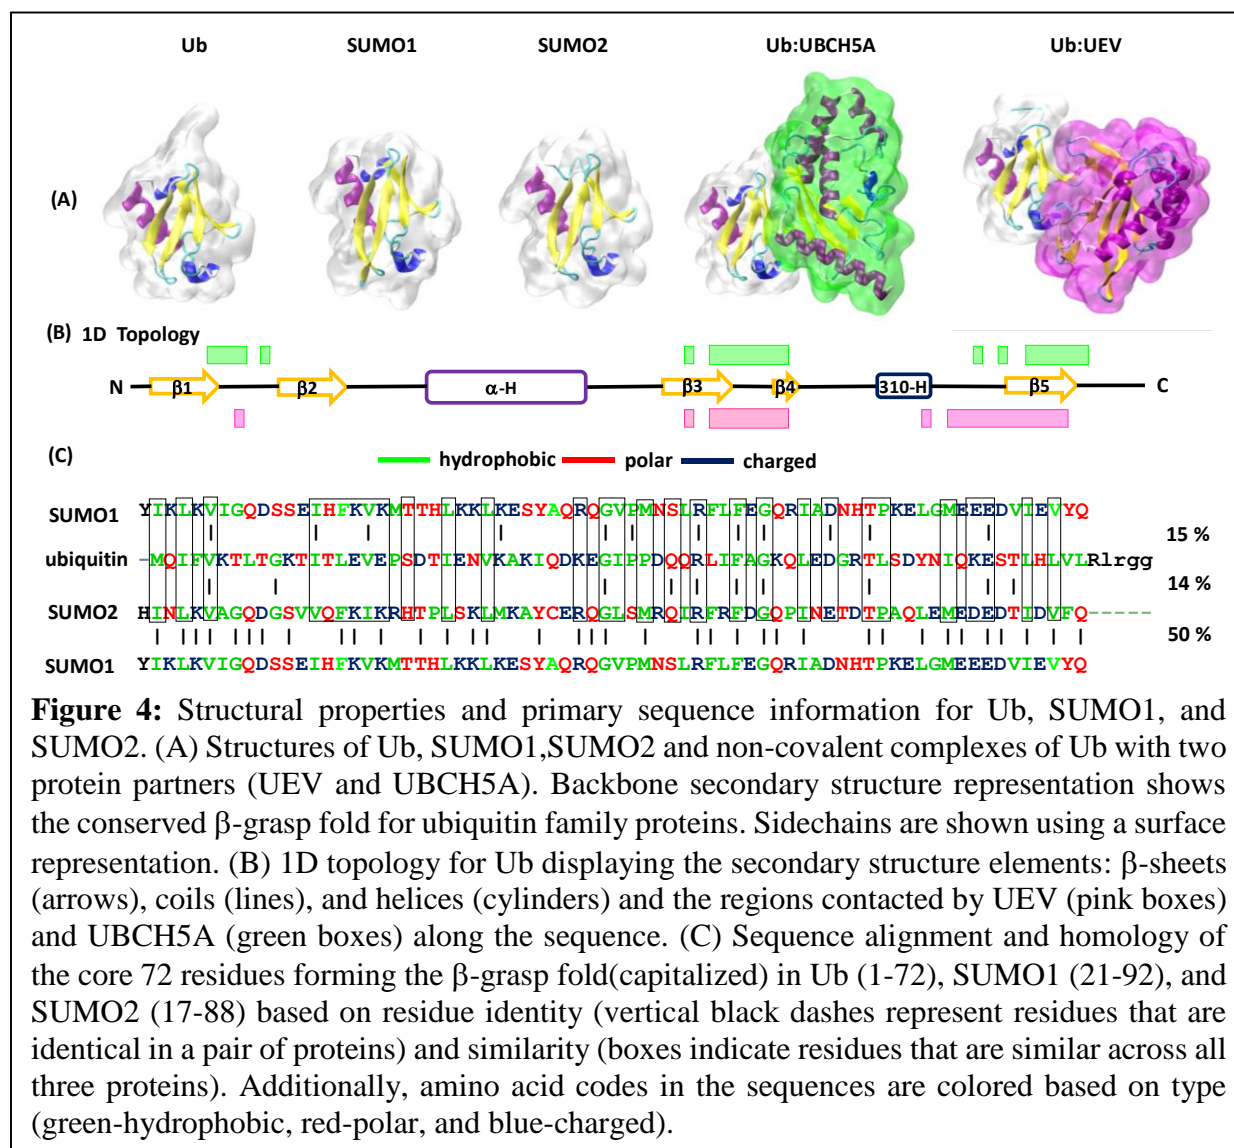 Ub SUMO1 SUMO2 Ub:UBCH5A Ub:UEV
(A)
(B) 1D Topology
N β1 β2 α-H β3 β4 310-H β5 C
(C)
hydrophobic polar charged
SUMO1 YIKLKVIGQDSSEIHFKVKMTTHLKKLKESYAQRQGVPMNSLRFLFEGQRIADNHTPKELGMEEEDVIEVYQ
15 %
ubiquitin –MQIFVKTLTGKTITLEVEPSDTIENVKAKIQDKEGIPPDQQRLIFAGKQLEDGRTLSDYNIQKESTLHLVLRlrgg
14 %
SUMO2 HINLKVAGQDGSVVQFKIKRHTPLSKLMKAYCERQGLSMRQIRFRFDGQPINETDTPAQLEMEDEDTIDVFQ-----
50 %
SUMO1 YIKLKVIGQDSSEIHFKVKMTTHLKKLKESYAQRQGVPMNSLRFLFEGQRIADNHTPKELGMEEEDVIEVYQ
Figure 4: Structural properties and primary sequence information for Ub, SUMO1, and
SUMO2. (A) Structures of Ub, SUMO1,SUMO2 and non-covalent complexes of Ub with two
protein partners (UEV and UBCH5A). Backbone secondary structure representation shows
the conserved β-grasp fold for ubiquitin family proteins. Sidechains are shown using a surface
representation. (B) 1D topology for Ub displaying the secondary structure elements: β-sheets
(arrows), coils (lines), and helices (cylinders) and the regions contacted by UEV (pink boxes)
and UBCH5A (green boxes) along the sequence. (C) Sequence alignment and homology of
the core 72 residues forming the β-grasp fold(capitalized) in Ub (1-72), SUMO1 (21-92), and
SUMO2 (17-88) based on residue identity (vertical black dashes represent residues that are
identical in a pair of proteins) and similarity (boxes indicate residues that are similar across all
three proteins). Additionally, amino acid codes in the sequences are colored based on type
(green-hydrophobic, red-polar, and blue-charged).